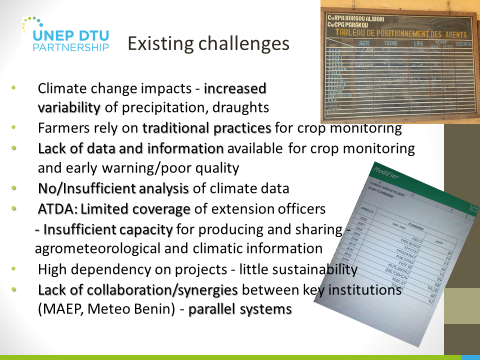 UNEP DTU
PARTNERSHIP
Existing challenges
CeRPA BORGOU ALIBORI
CeCPA PARAKOU
TABLEAU DE POSITIONNEMENT DES AGENTS
• Climate change impacts - increased
variability of precipitation, draughts
• Farmers rely on traditional practices for crop monitoring
• Lack of data and information available for crop monitoring
and early warning/poor quality
• No/Insufficient analysis of climate data
• ATDA: Limited coverage of extension officers
- Insufficient capacity for producing and sharing -
agrometeorological and climatic information
• High dependency on projects - little sustainability
• Lack of collaboration/synergies between key institutions
(MAEP, Meteo Benin) - parallel systems